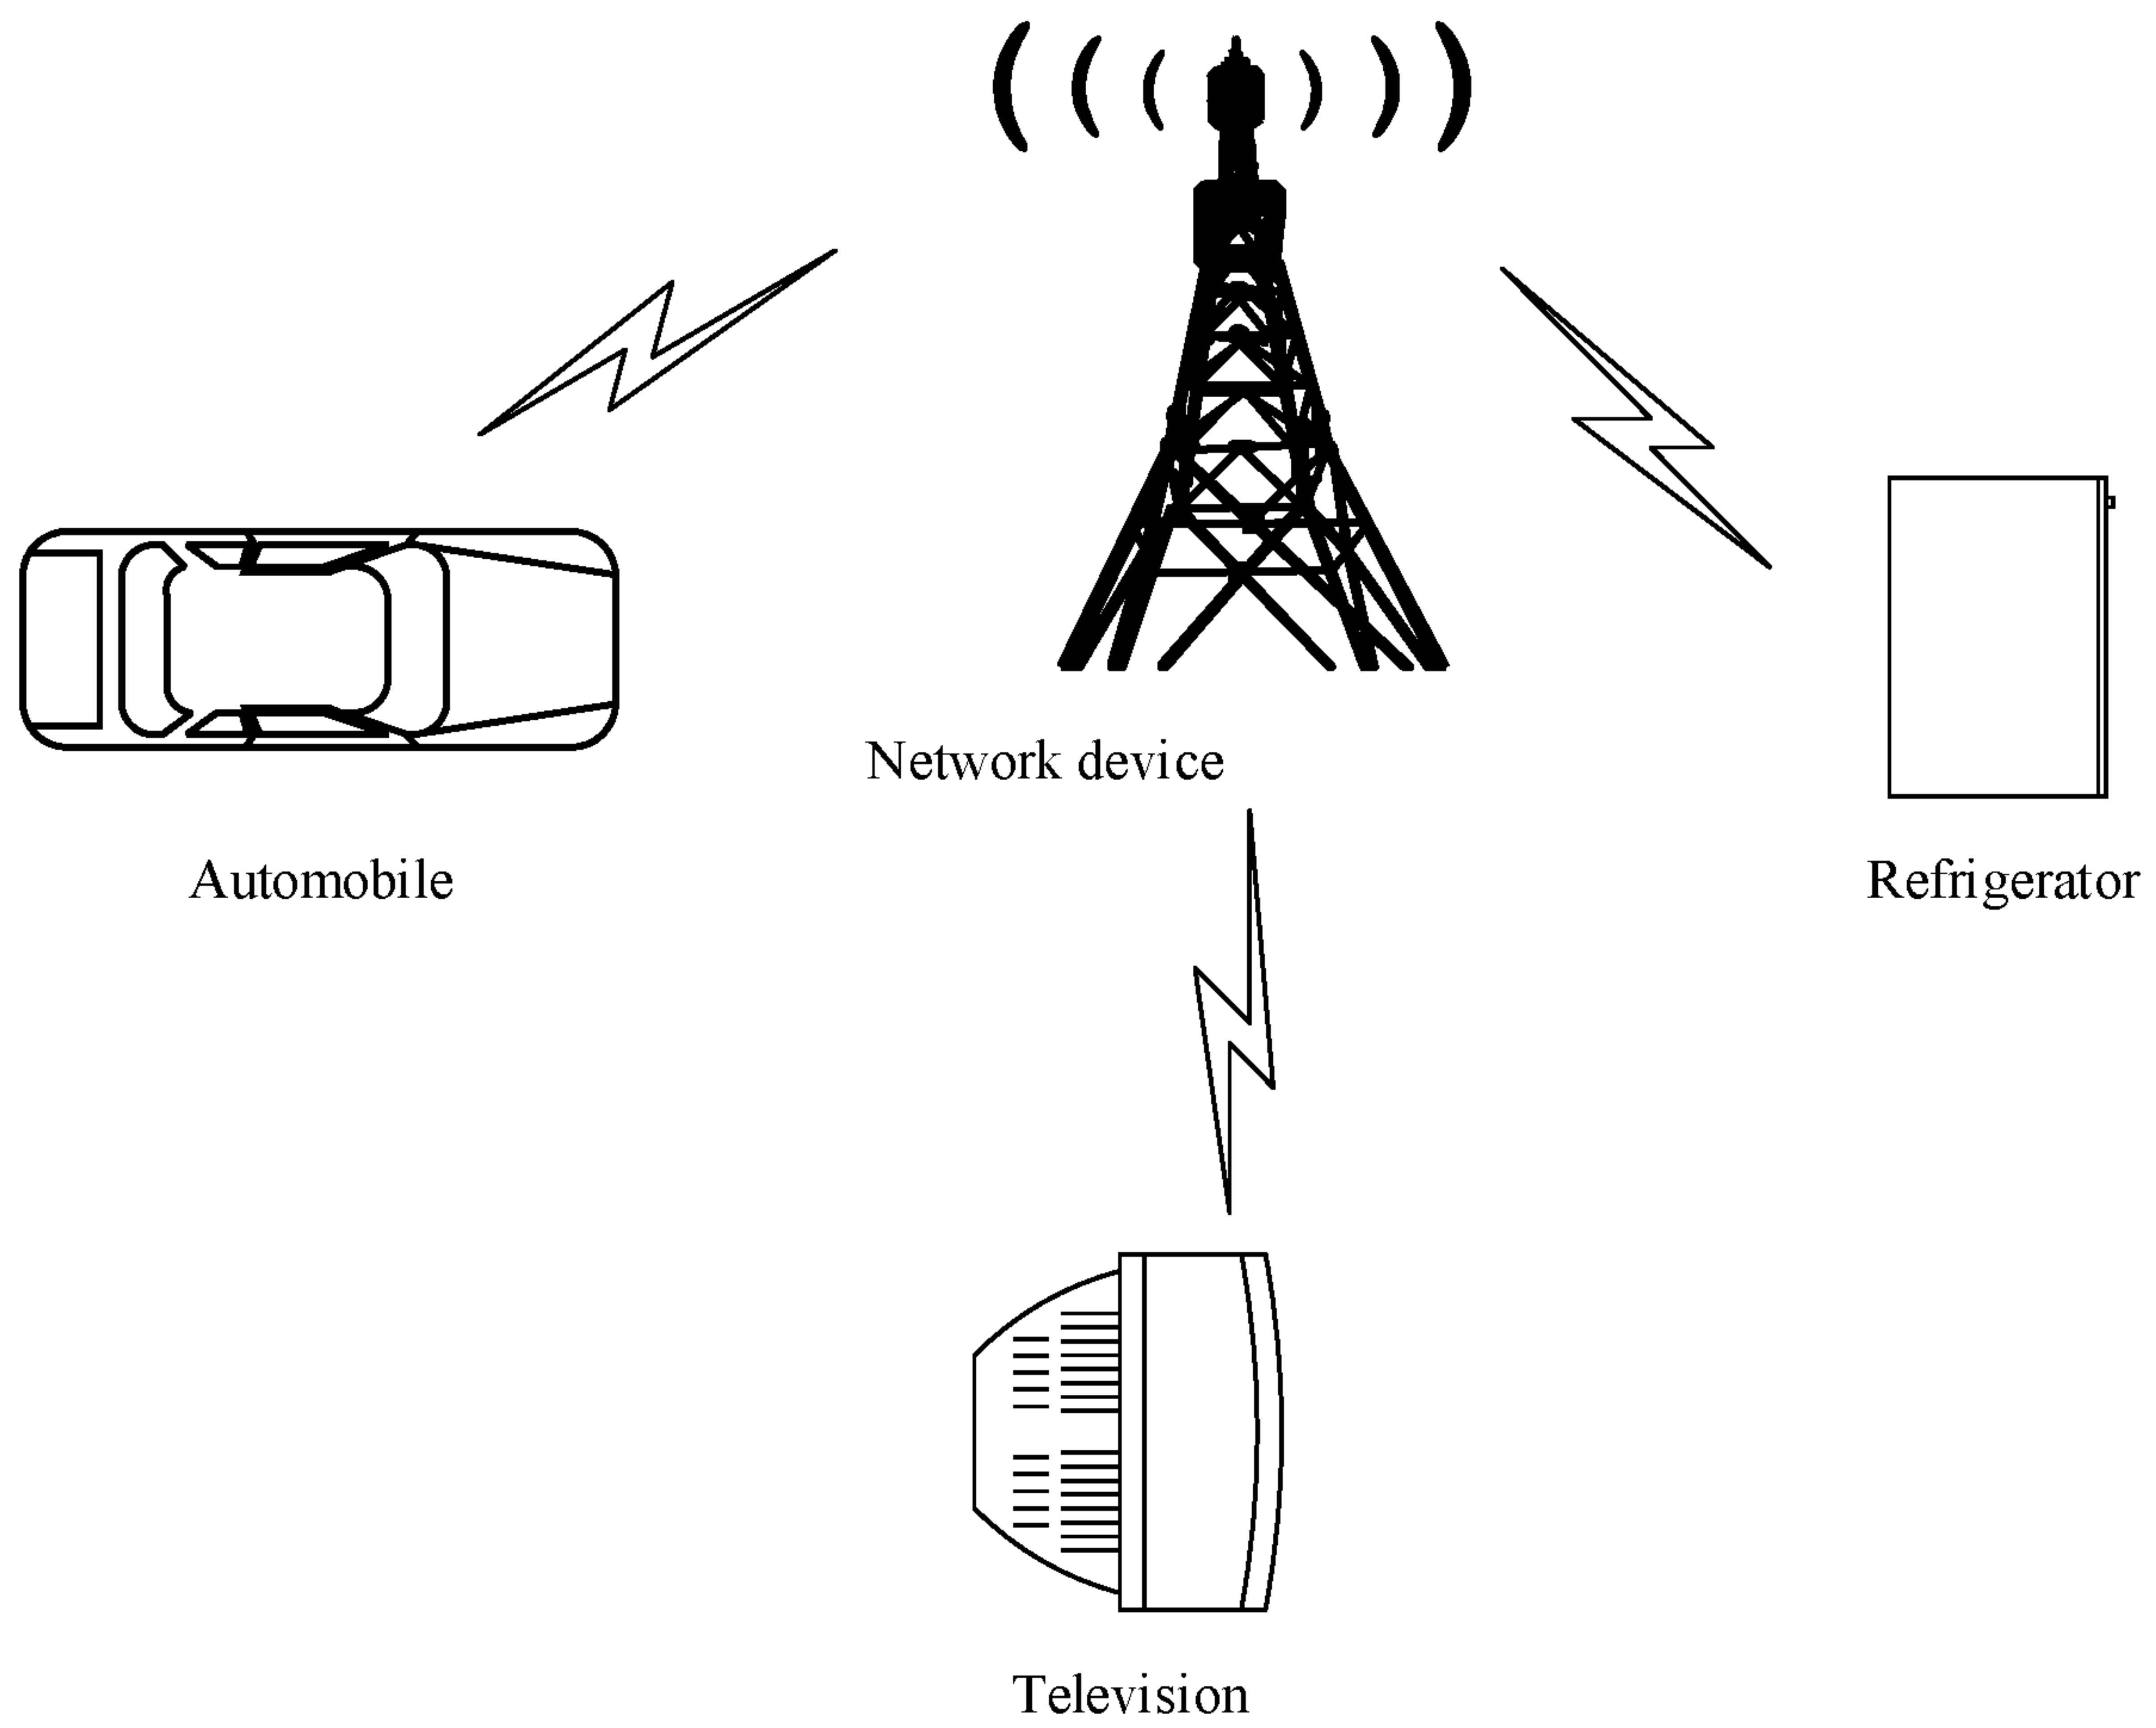 Network device
Automobile
Refrigerator
Television